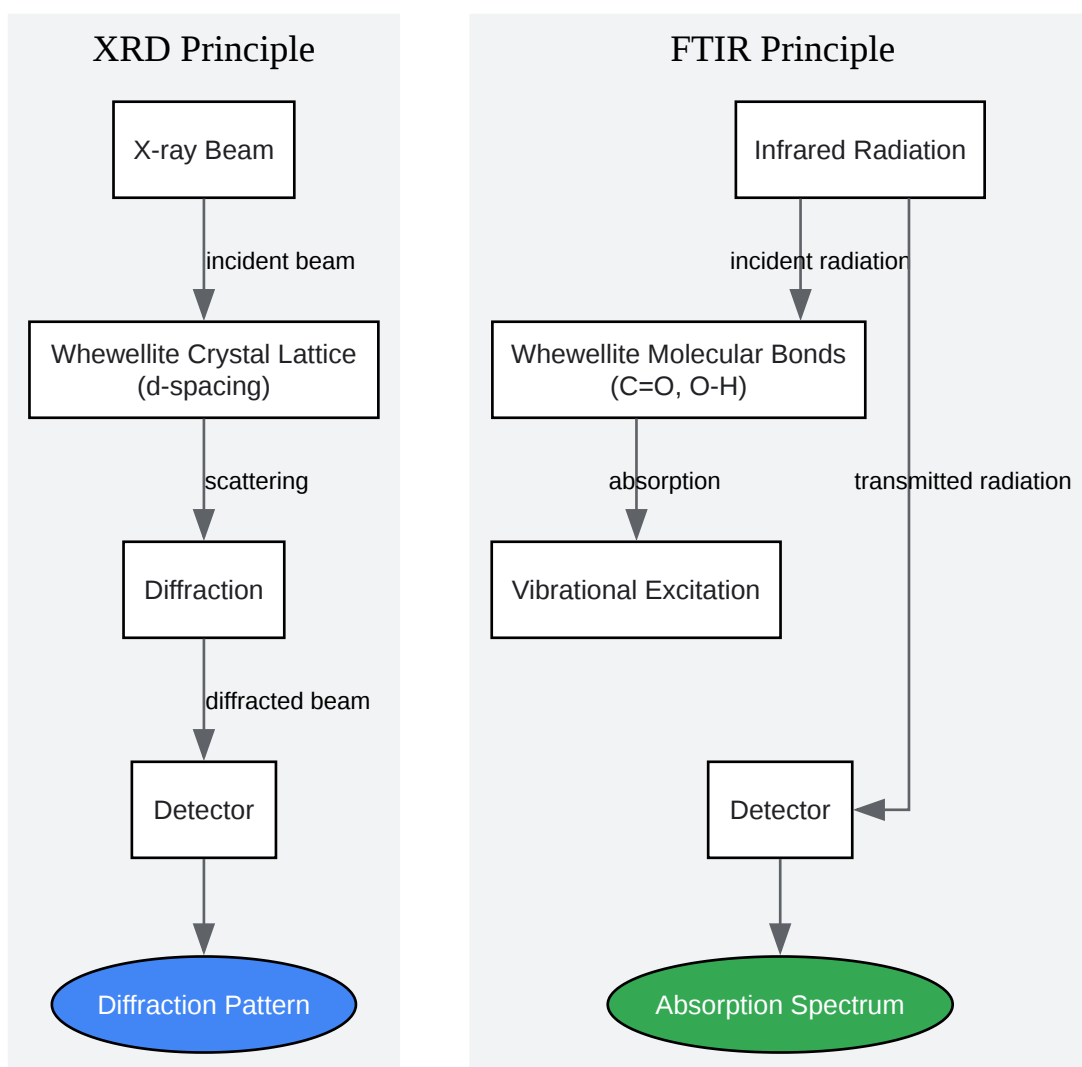 XRD Principle
X-ray Beam
incident beam
Whewellite Crystal Lattice
(d-spacing)
scattering
Diffraction
diffracted beam
Detector
Diffraction Pattern
FTIR Principle
Infrared Radiation
incident radiation
Whewellite Molecular Bonds
(C=O, O-H)
absorption
transmitted radiation
Vibrational Excitation
Detector
Absorption Spectrum